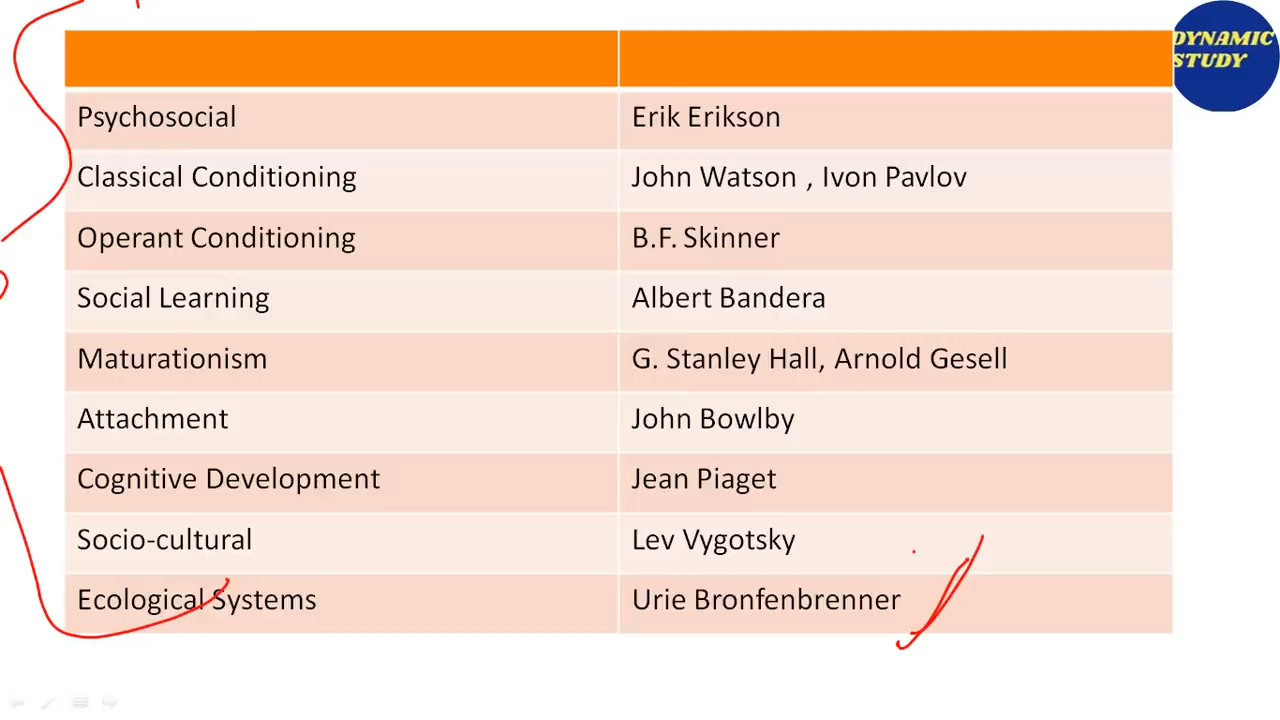 DYNAMIC
STUDY
Psychosocial Erik Erikson
Classical Conditioning John Watson , Ivon Pavlov
Operant Conditioning B.F. Skinner
Social Learning Albert Bandera
Maturationism G. Stanley Hall, Arnold Gesell
Attachment John Bowlby
Cognitive Development Jean Piaget
Socio-cultural Lev Vygotsky
Ecological Systems Urie Bronfenbrenner